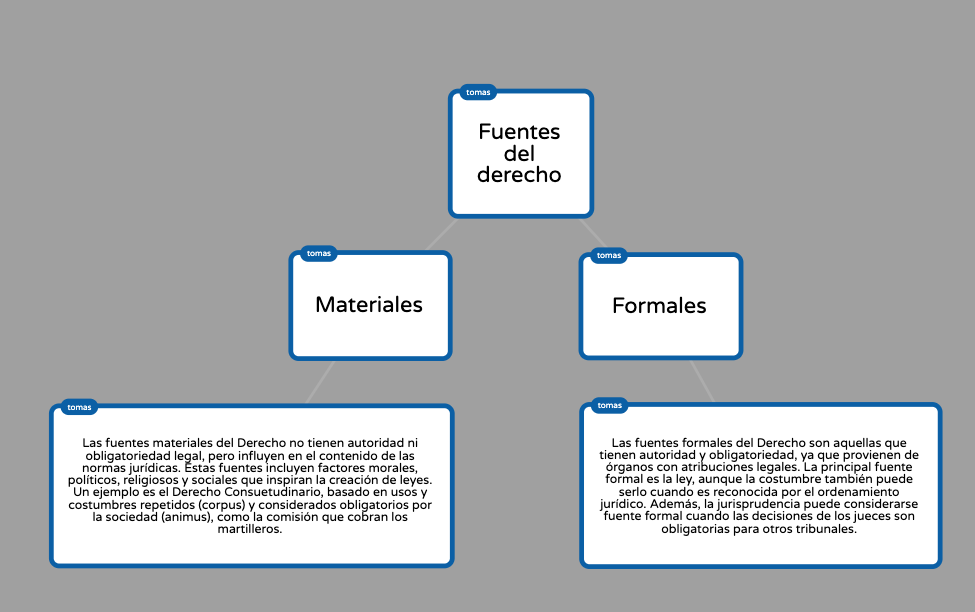 tomas
Fuentes
del
derecho
tomas
Materiales
tomas
Formales
tomas
Las fuentes materiales del Derecho no tienen autoridad ni
obligatoriedad legal, pero influyen en el contenido de las
normas jurídicas. Estas fuentes incluyen factores morales,
políticos, religiosos y sociales que inspiran la creación de leyes.
Un ejemplo es el Derecho Consuetudinario, basado en usos y
costumbres repetidos (corpus) y considerados obligatorios por
la sociedad (animus), como la comisión que cobran los
martilleros.
tomas
Las fuentes formales del Derecho son aquellas que
tienen autoridad y obligatoriedad, ya que provienen de
órganos con atribuciones legales. La principal fuente
formal es la ley, aunque la costumbre también puede
serlo cuando es reconocida por el ordenamiento
jurídico. Además, la jurisprudencia puede considerarse
fuente formal cuando las decisiones de los jueces son
obligatorias para otros tribunales.